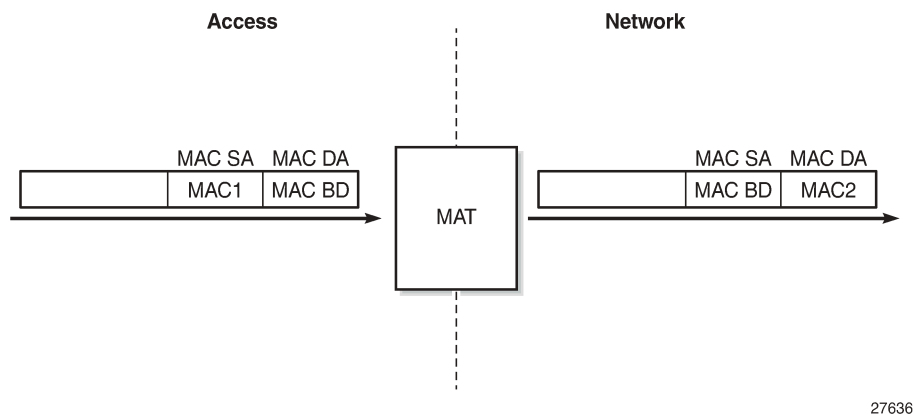 Access
Network
MAC SA MAC DA
MAC1 MAC BD
MAT
MAC SA MAC DA
MAC BD MAC2
27636